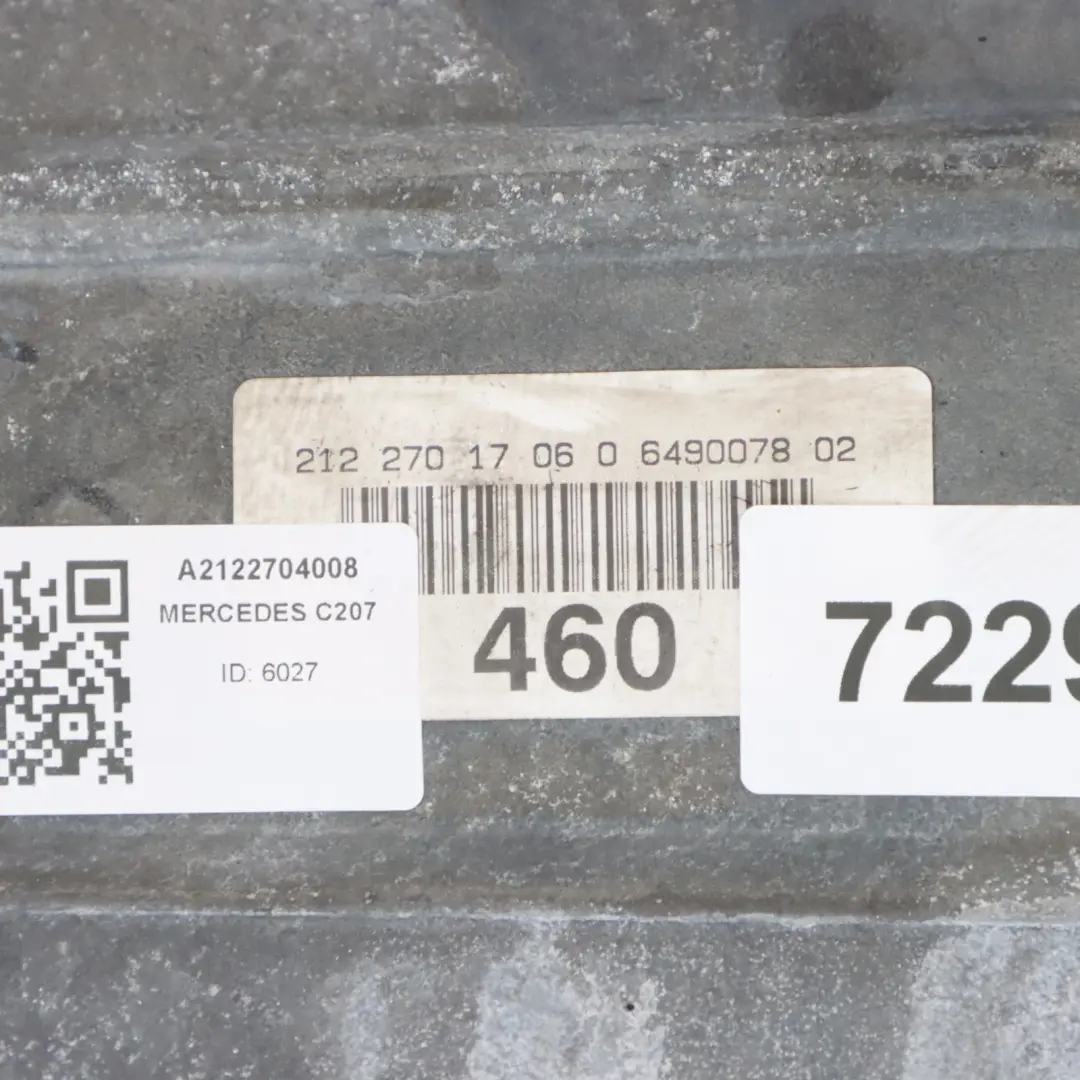 212 270 17 06 0 6490078 02
460
A2122704008
MERCEDES C207
ID: 6027
7229